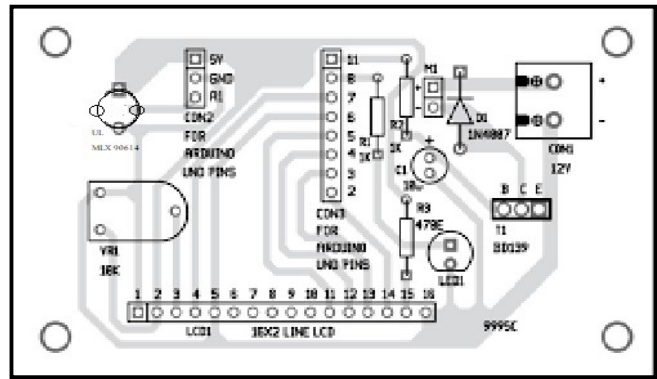 5V
GND
A1
CON2
FOR
ARDUINO
UNO PINS
UL
MLX 90614
VR1
10K
11
8
7
6
5
4
3
2
CON3
FOR
ARDUINO
UNO PINS
R1
1K
R2
1K
M1
+
-
D1
1N4007
+
C1
10u
+
-
CON1
12V
B C E
T1
BD139
R3
470E
LED1
1 2 3 4 5 6 7 8 9 10 11 12 13 14 15 16
LCD1 16X2 LINE LCD
9995C